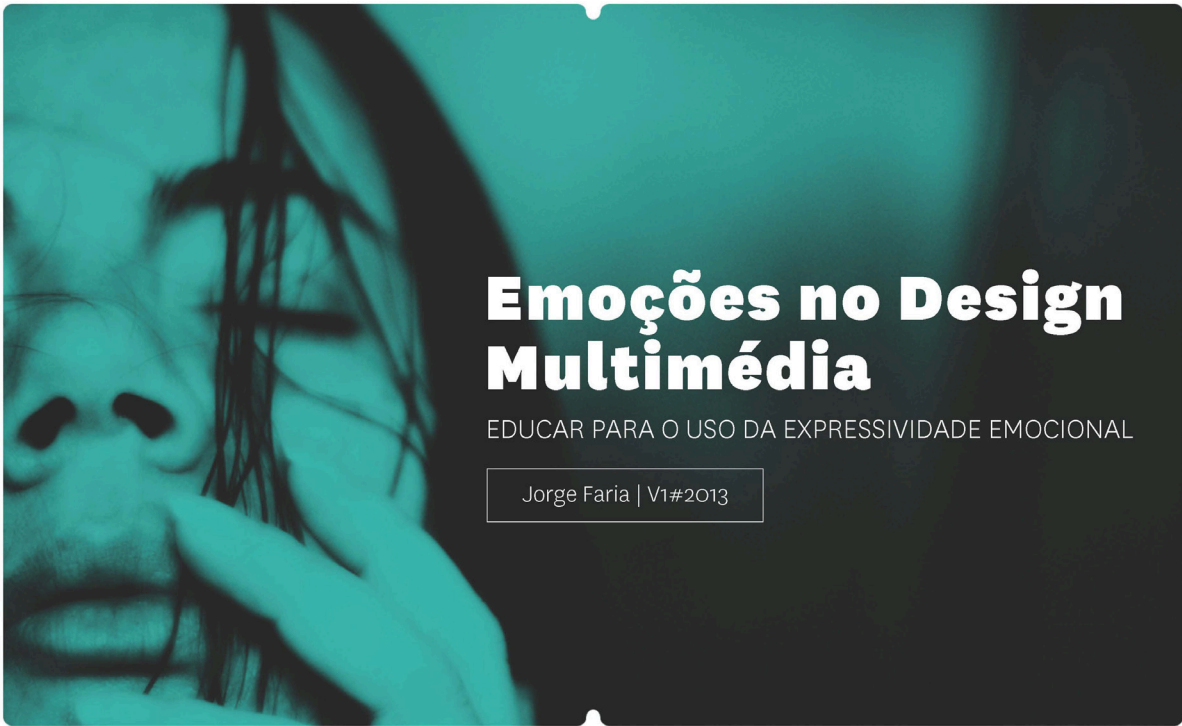 Emoções no Design
Multimédia
EDUCAR PARA O USO DA EXPRESSIVIDADE EMOCIONAL
Jorge Faria | V1#2013